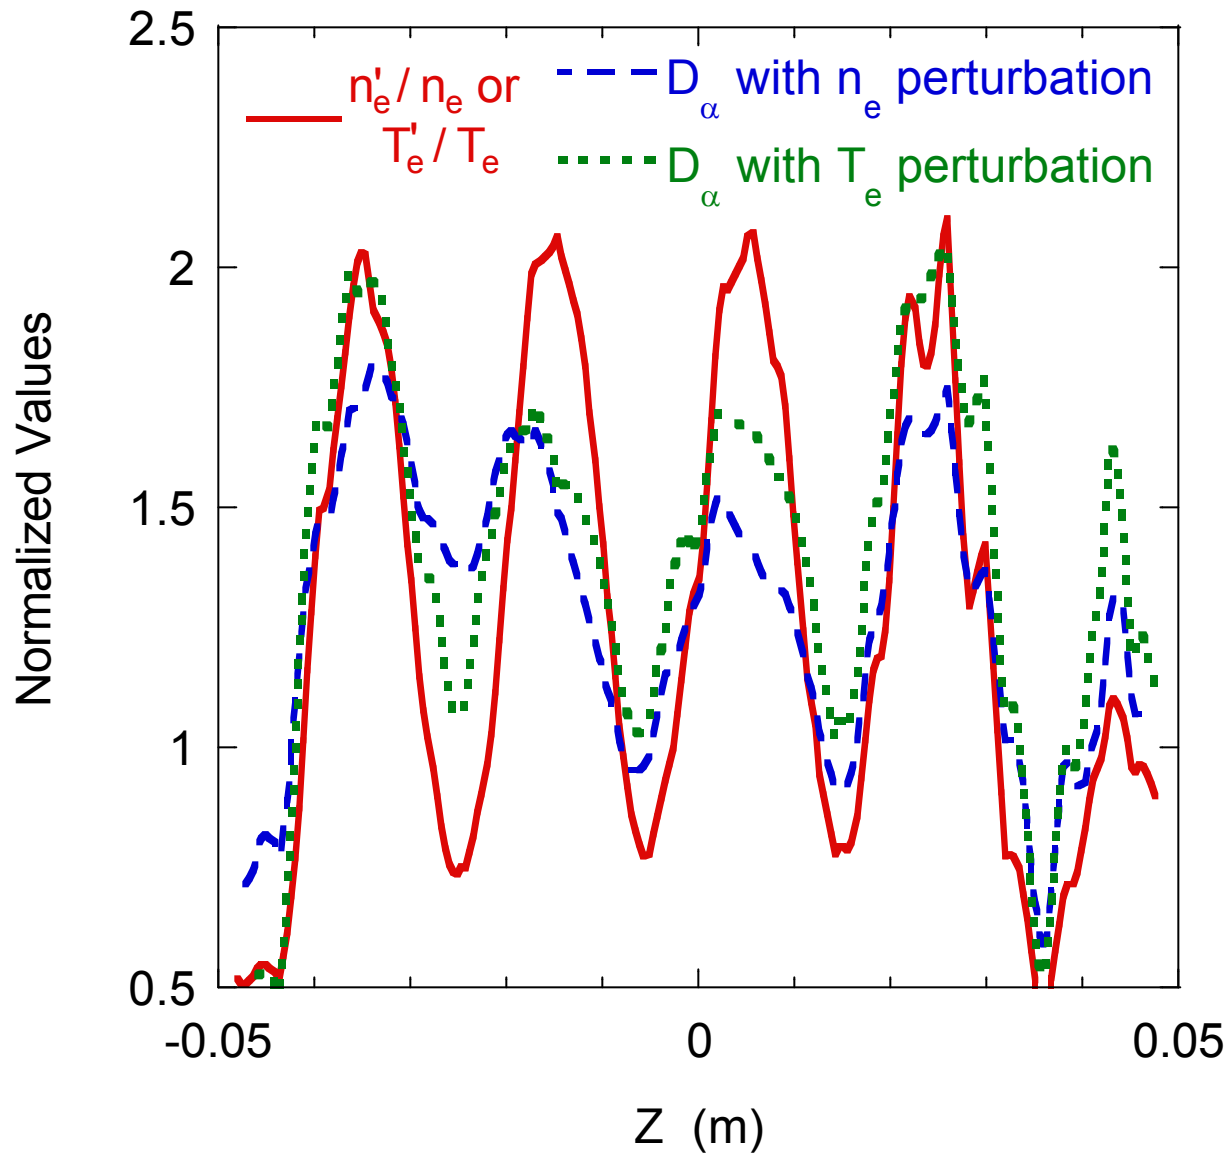 2.5
n'e / ne or
T'e / Te
Dα with ne perturbation
Dα with Te perturbation
2
1.5
1
0.5
Normalized Values
-0.05
0
0.05
Z (m)